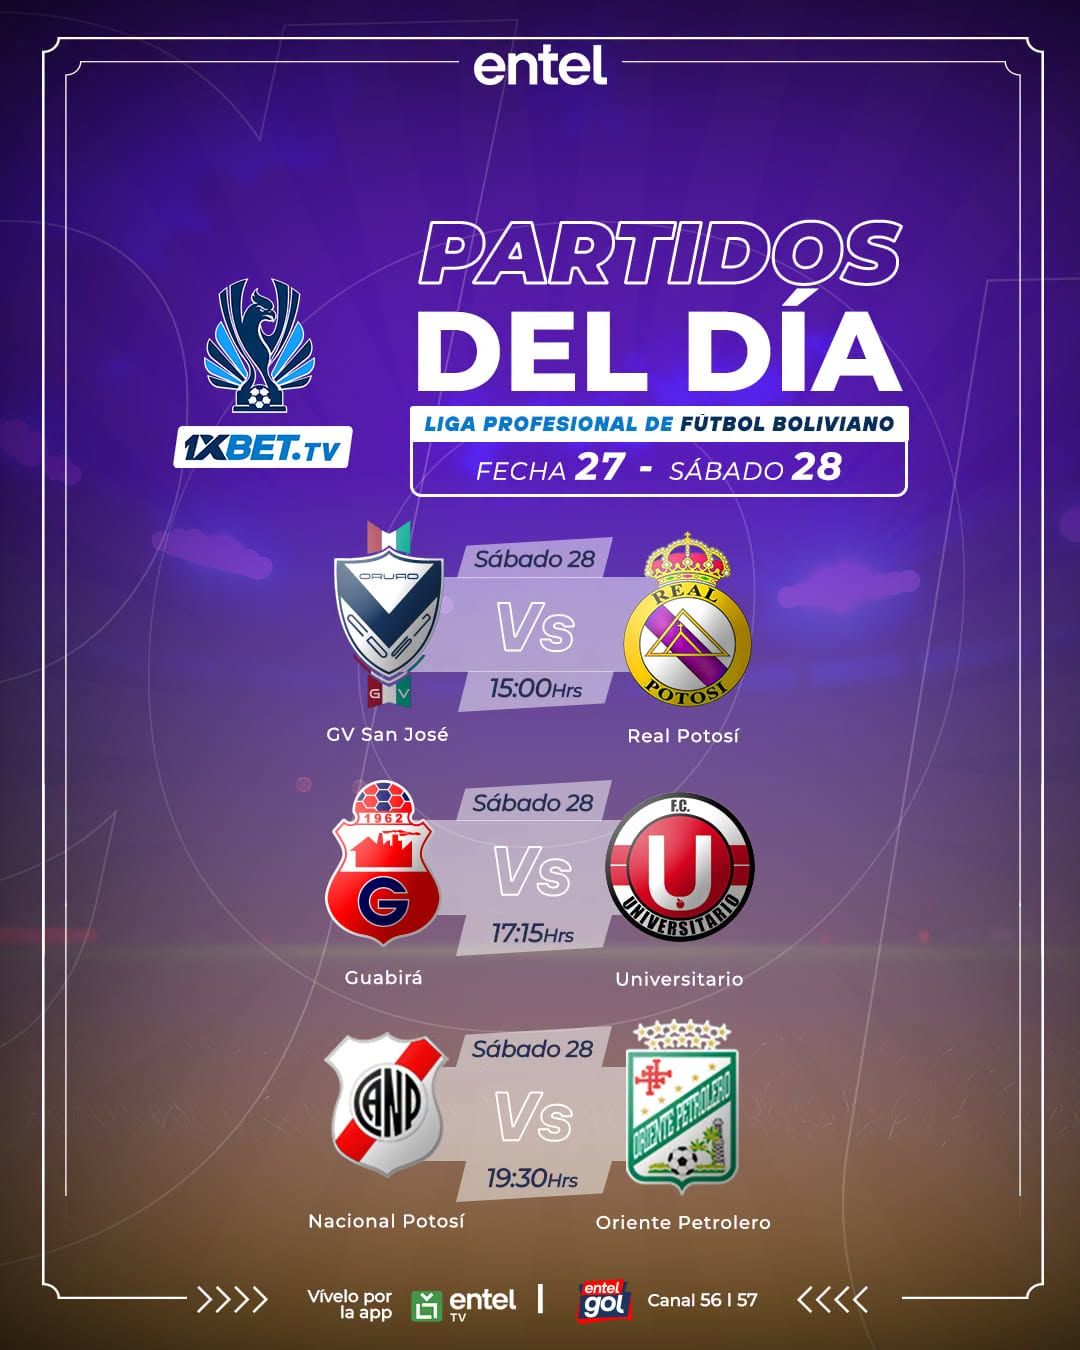 entel
PARTIDOS
DEL DÍA
1XBET.TV
LIGA PROFESIONAL DE FÚTBOL BOLIVIANO
FECHA 27 - SÁBADO 28
ORURO
CDSJ
G V
Sábado 28
Vs
15:00Hrs
REAL
POTOSI
GV San José
Real Potosí
1962
G
Sábado 28
Vs
17:15Hrs
F.C.
U
UNIVERSITARIO
Guabirá
Universitario
CANP
Sábado 28
Vs
19:30Hrs
ORIENTE PETROLERO
Nacional Potosí
Oriente Petrolero
>>>> Vívelo por
la app
entel
TV
|
entel
gol
Canal 56 I 57 <<<<